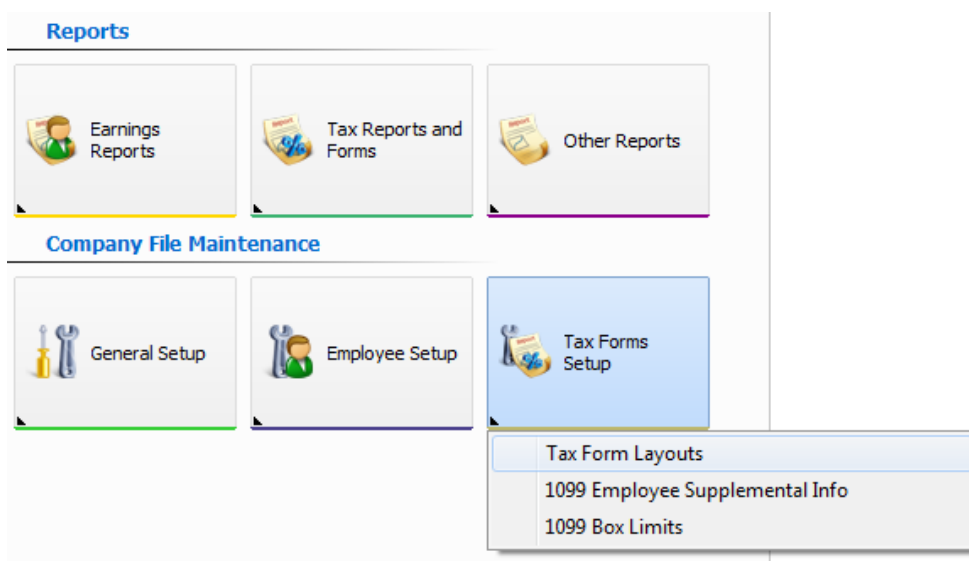 Reports
Earnings
Reports
Tax Reports and
Forms
Other Reports
Company File Maintenance
General Setup
Employee Setup
Tax Forms
Setup
Tax Form Layouts
1099 Employee Supplemental Info
1099 Box Limits